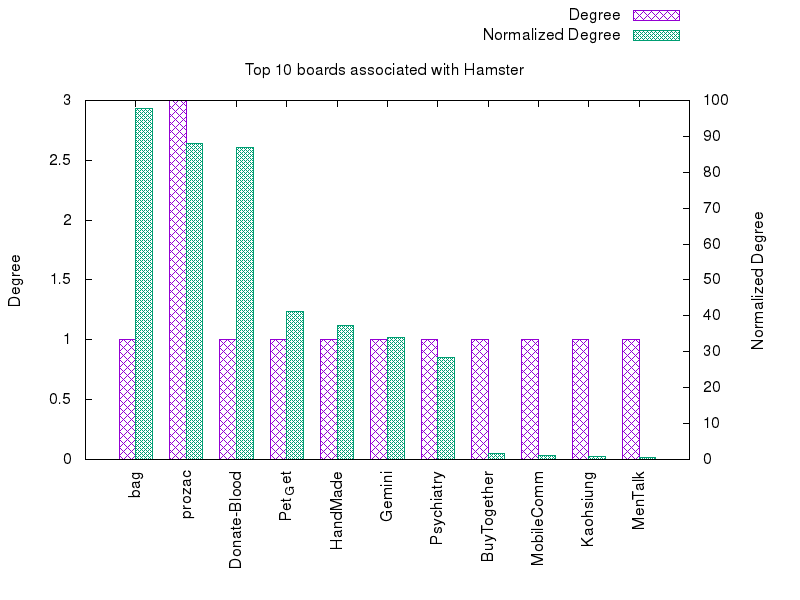 Degree
Normalized Degree
Top 10 boards associated with Hamster
3
2.5
2
1.5
1
0.5
0
Degree
100
90
80
70
60
50
40
30
20
10
0
Normalized Degree
bag
prozac
Donate-Blood
PetGet
HandMade
Gemini
Psychiatry
BuyTogether
MobileComm
Kaohsiung
MenTalk